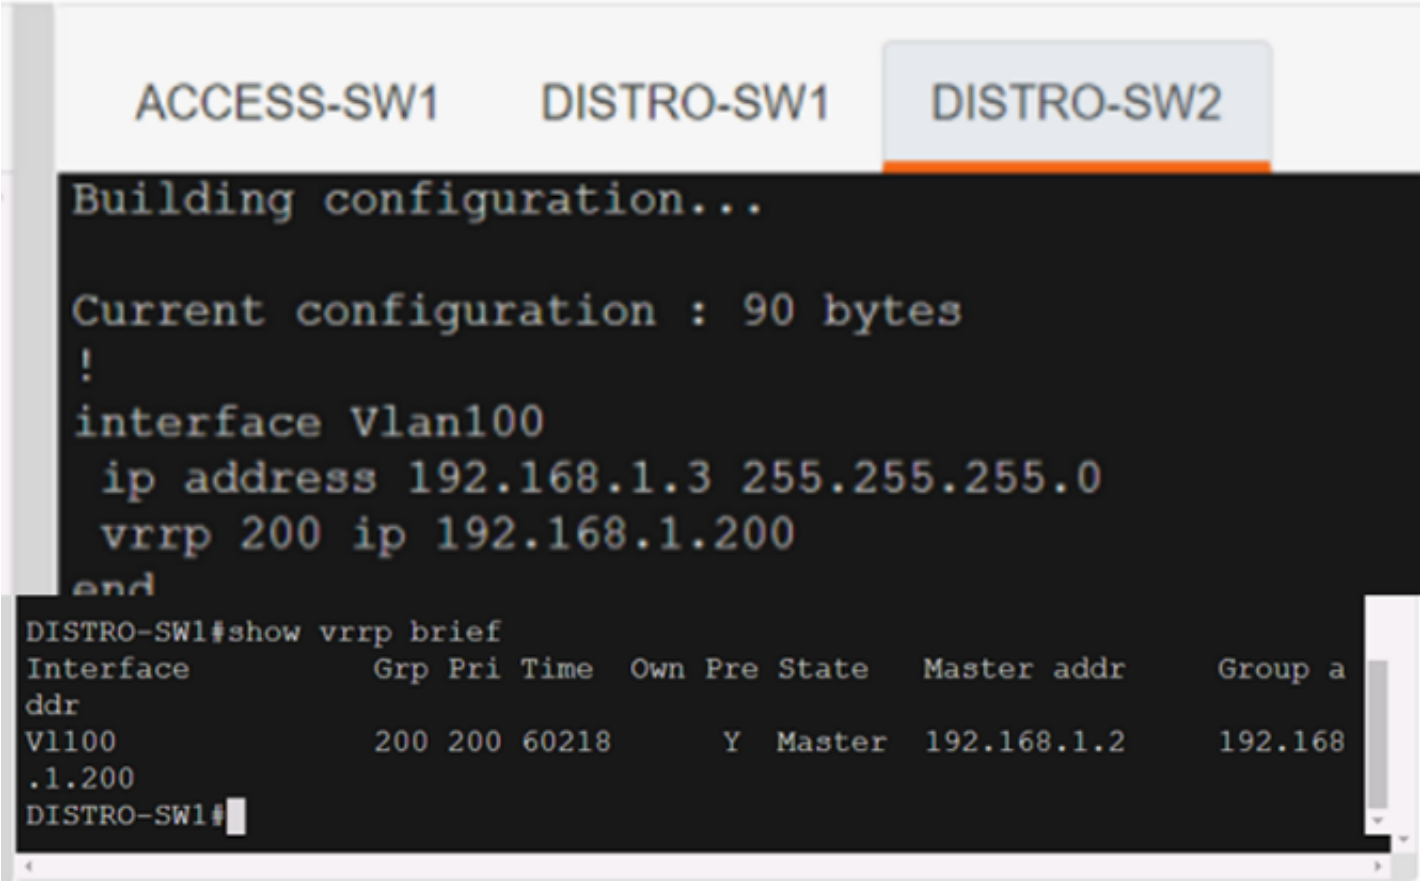 ACCESS-SW1 DISTRO-SW1 DISTRO-SW2
Building configuration...
Current configuration : 90 bytes
!
interface Vlan100
ip address 192.168.1.3 255.255.255.0
vrrp 200 ip 192.168.1.200
end
DISTRO-SW1#show vrrp brief
Interface Grp Pri Time Own Pre State Master addr Group a
ddr
Vl100 200 200 60218 Y Master 192.168.1.2 192.168
.1.200
DISTRO-SW1#